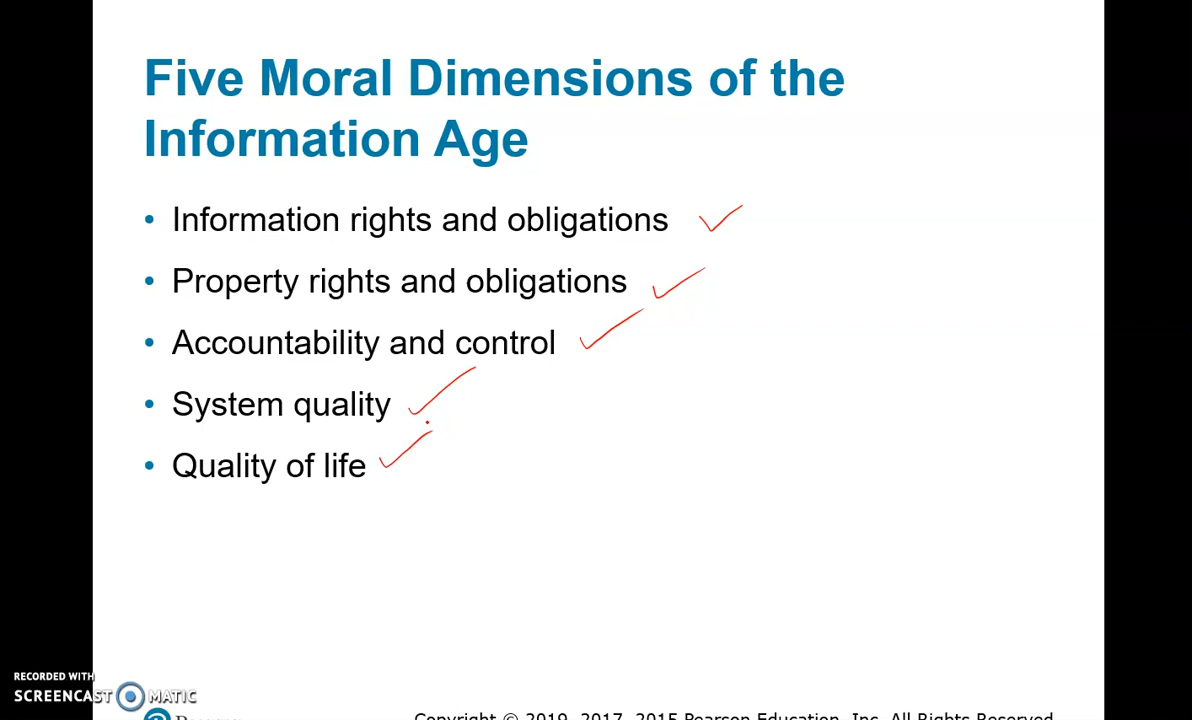 Five Moral Dimensions of the
Information Age
• Information rights and obligations
• Property rights and obligations
• Accountability and control
• System quality
• Quality of life
RECORDED WITH
SCREENCAST MATIC
Copyright © 2019, 2017, 2015 Pearson Education, Inc. All Rights Reserved